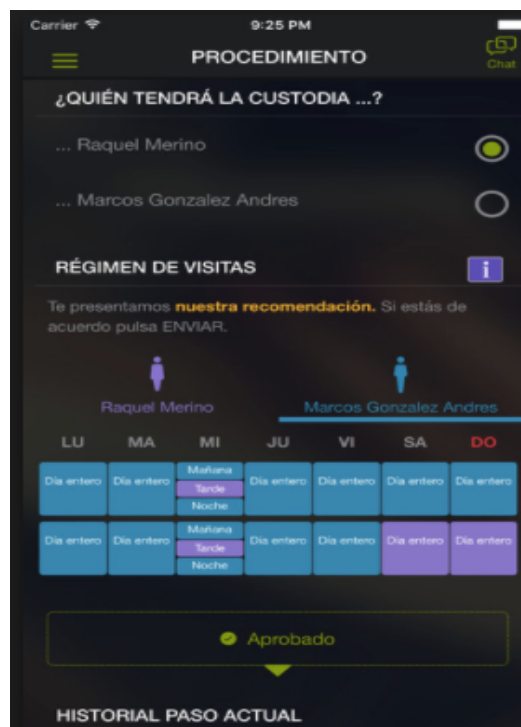 Carrier 9:25 PM
PROCEDIMIENTO
Chat
¿QUIÉN TENDRÁ LA CUSTODIA ...?
... Raquel Merino
... Marcos Gonzalez Andres
RÉGIMEN DE VISITAS i
Te presentamos nuestra recomendación. Si estás de
acuerdo pulsa ENVIAR.
Raquel Merino Marcos Gonzalez Andres
LU MA MI JU VI SA DO
Día entero Día entero Mañana Día entero Día entero Día entero Día entero
Tarde
Noche
Día entero Día entero Mañana Día entero Día entero Día entero Día entero
Tarde
Noche
Aprobado
HISTORIAL PASO ACTUAL